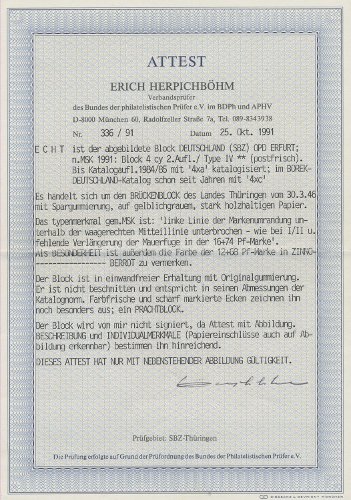 ATTEST
ERICH HERPICHBÖHM
Verbandsprüfer
des Bundes der philatelistischen Prüfer e.V. im BDPh und APHV
D-8000 München 60, Radolfzeller Straße 7a, Tel. 089-8343938
Nr. 336/91 Datum 25. Okt. 1991
ECHT ist der abgebildete Block DEUTSCHLAND (SBZ) OPD ERFURT;
n.MSK 1991: Block 4 cy 2.Aufl./ Type IV ** (postfrisch).
Bis Katalogaufl.1984/85 mit '4xa' katalogisiert; im BOREK-
DEUTSCHLAND-Katalog schon seit Jahren mit '4xc'
Es handelt sich um den BRÜCKENBLOCK des Landes Thüringen vom 30.3.46
mit Spargummierung, auf gelblichgrauem, stark holzhaltigen Papier.
Das typenmerkmal gem.MSK ist: 'linke Linie der Markenumrandung un-
terhalb der waagerechten Mittellinie unterbrochen - wie bei I/II u.
fehlende Verlängerung der Mauerfuge in der 16+74 Pf-Marke'.
Als BESONDERHEIT ist außerdem die Farbe der 12+68 Pf-Marke in ZINNO-
BERROT zu vermerken.
Der Block ist in einwandfreier Erhaltung mit Originalgummierung.
Er ist nicht beschnitten und entspricht in seinen Abmessungen der
Katalognorm. Farbfrische und scharf markierte Ecken zeichnen ihn
noch besonders aus; ein PRACHTBLOCK.
Der Block wird von mir nicht signiert, da Attest mit Abbildung.
BESCHREIBUNG und INDIVIDUALMERKMALE (Papiereinschlüsse auch auf Ab-
bildung erkennbar) bestimmen ihn hinreichend.
DIESES ATTEST HAT NUR MIT NEBENSTEHENDER ABBILDUNG GÜLTIGKEIT.
Prüfgebiet: SBZ-Thüringen
Die Prüfung erfolgte auf Grund der Prüfordnung des Bundes der Philatelistischen Prüfer e.V.